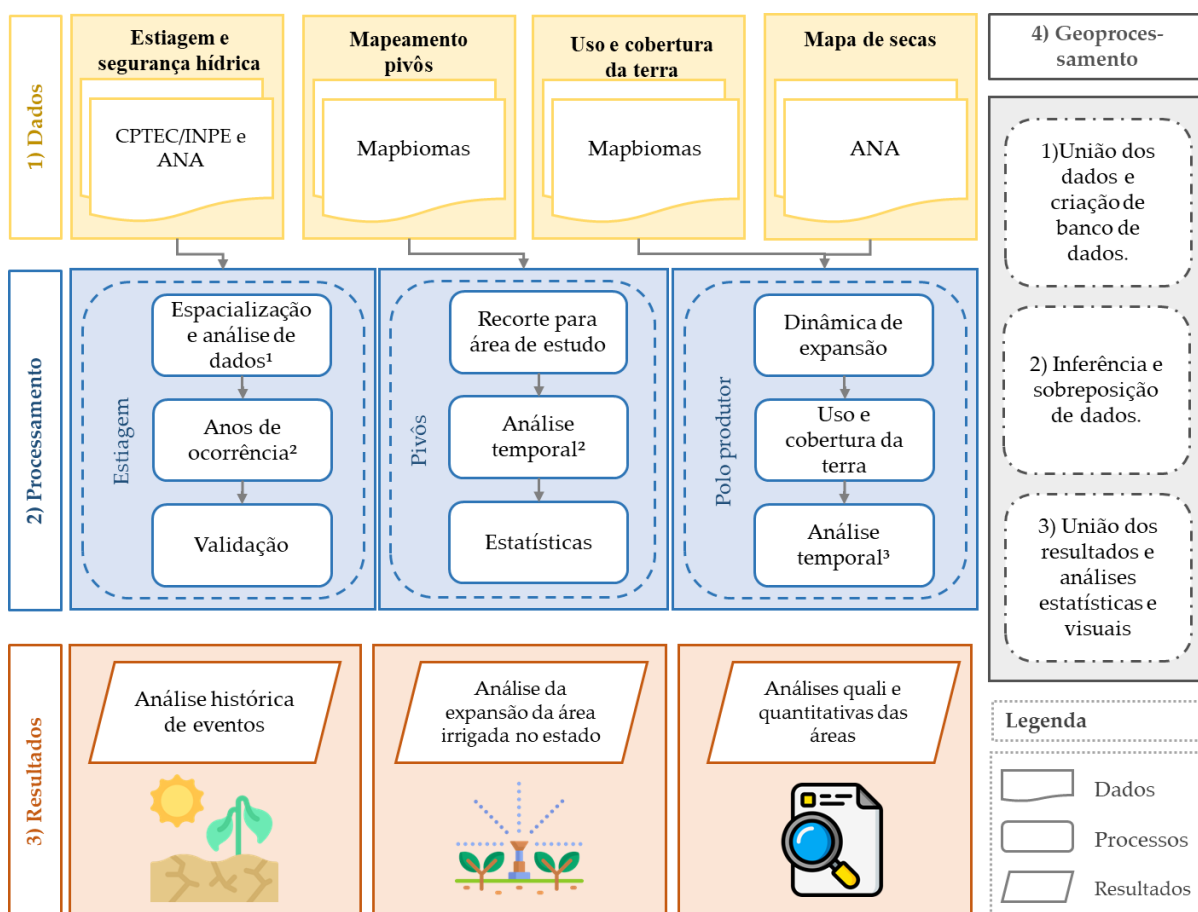 1) Dados
Estiagem e
segurança hídrica
CPTEC/INPE e
ANA
Mapeamento
pivôs
Mapbiomas
Uso e cobertura
da terra
Mapbiomas
Mapa de secas
ANA
2) Processamento
Estiagem
Espacialização
e análise de
dados¹
Anos de
ocorrência²
Validação
Pivôs
Recorte para
área de estudo
Análise
temporal²
Estatísticas
Polo produtor
Dinâmica de
expansão
Uso e
cobertura da
terra
Análise
temporal³
3) Resultados
Análise histórica
de eventos
Análise da
expansão da área
irrigada no estado
Análises quali e
quantitativas das
áreas
4) Geoproces-
samento
1)União dos
dados e
criação de
banco de
dados.
2) Inferência e
sobreposição
de dados.
3) União dos
resultados e
análises
estatísticas e
visuais
Legenda
Dados
Processos
Resultados